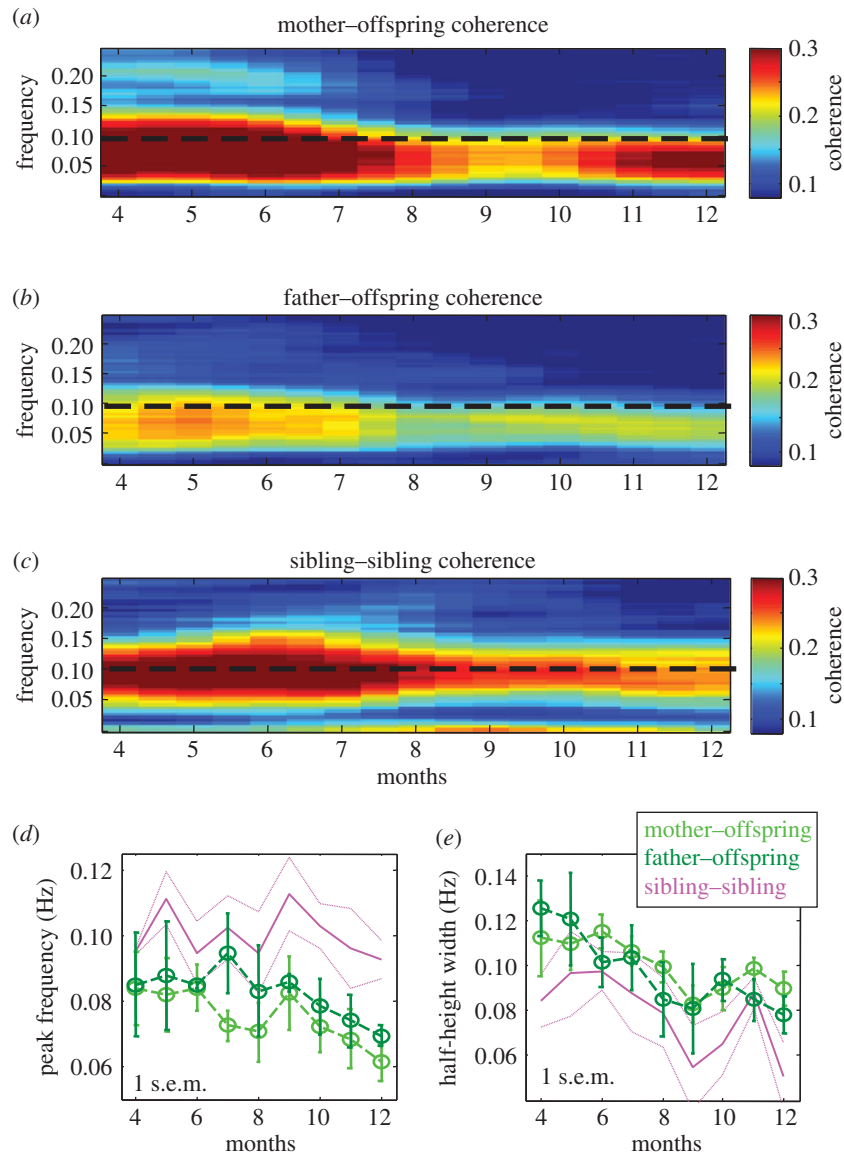 (a)
mother–offspring coherence
frequency
0.20
0.15
0.10
0.05
4 5 6 7 8 9 10 11 12
0.3
0.2
0.1
coherence
(b)
father–offspring coherence
frequency
0.20
0.10
0.05
4 5 6 7 8 9 10 11 12
0.3
0.2
0.1
coherence
(c)
sibling–sibling coherence
frequency
0.20
0.15
0.10
0.05
4 5 6 7 8 9 10 11 12
months
0.3
0.2
0.1
coherence
(d)
peak frequency (Hz)
0.12
0.10
0.08
0.06
1 s.e.m.
4 6 8 10 12
months
(e)
mother–offspring
father–offspring
sibling–sibling
half-height width (Hz)
0.14
0.12
0.10
0.08
0.06
1 s.e.m.
4 6 8 10 12
months